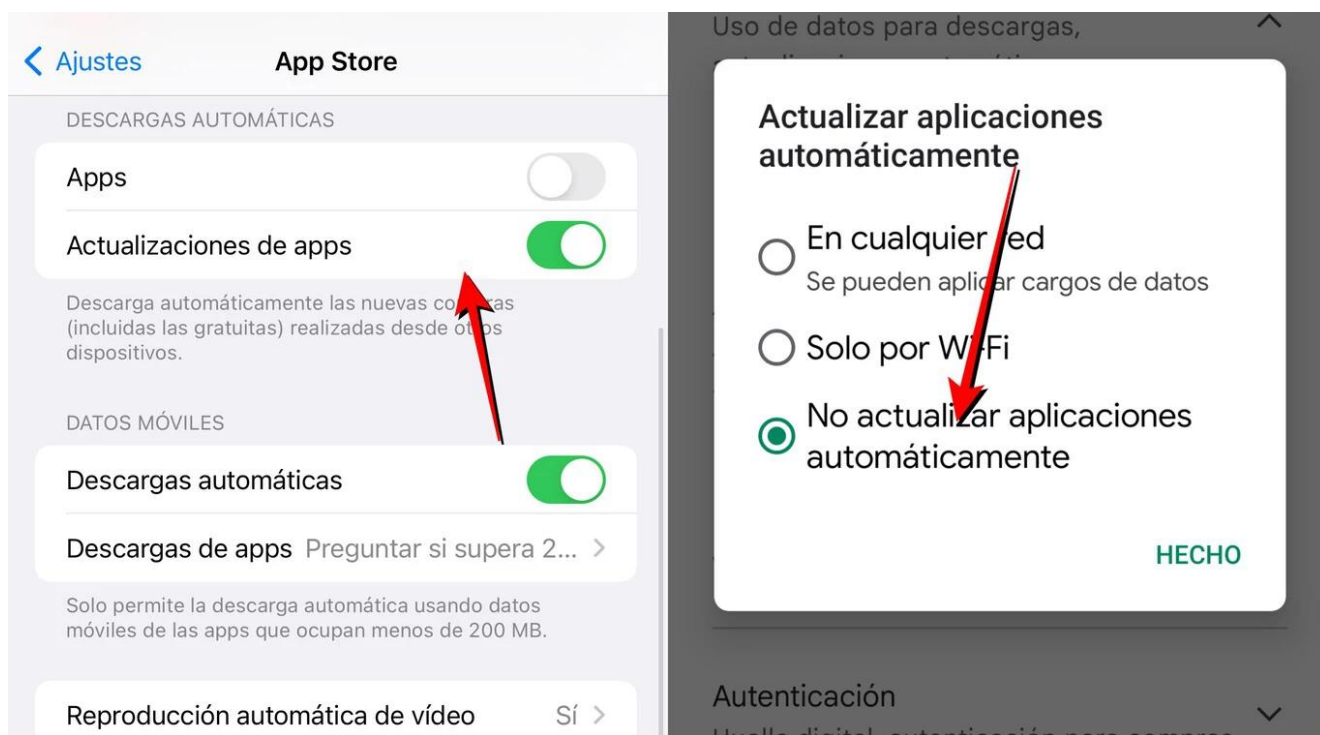 Ajustes
App Store
DESCARGAS AUTOMÁTICAS
Apps
Actualizaciones de apps
Descarga automáticamente las nuevas
(incluidas las gratuitas) realizadas desde
dispositivos.
DATOS MÓVILES
Descargas automáticas
Descargas de apps Preguntar si supera 2...
Solo permite la descarga automática usando datos
móviles de las apps que ocupan menos de 200 MB.
Reproducción automática de vídeo Sí
Uso de datos para descargas,
Actualizar aplicaciones
automáticamente
En cualquier red
Se pueden aplicar cargos de datos
Solo por Wi-Fi
No actualizar aplicaciones
automáticamente
HECHO
Autenticación